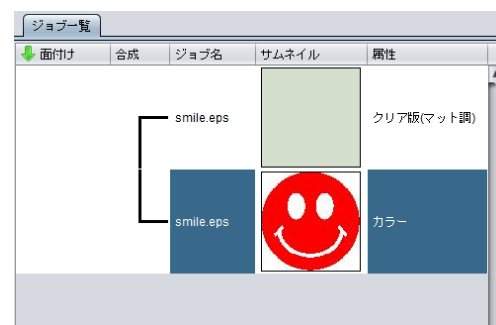 ジョブ一覧
面付け 合成 ジョブ名 サムネイル 属性
smile.eps クリア版(マット調)
smile.eps カラー